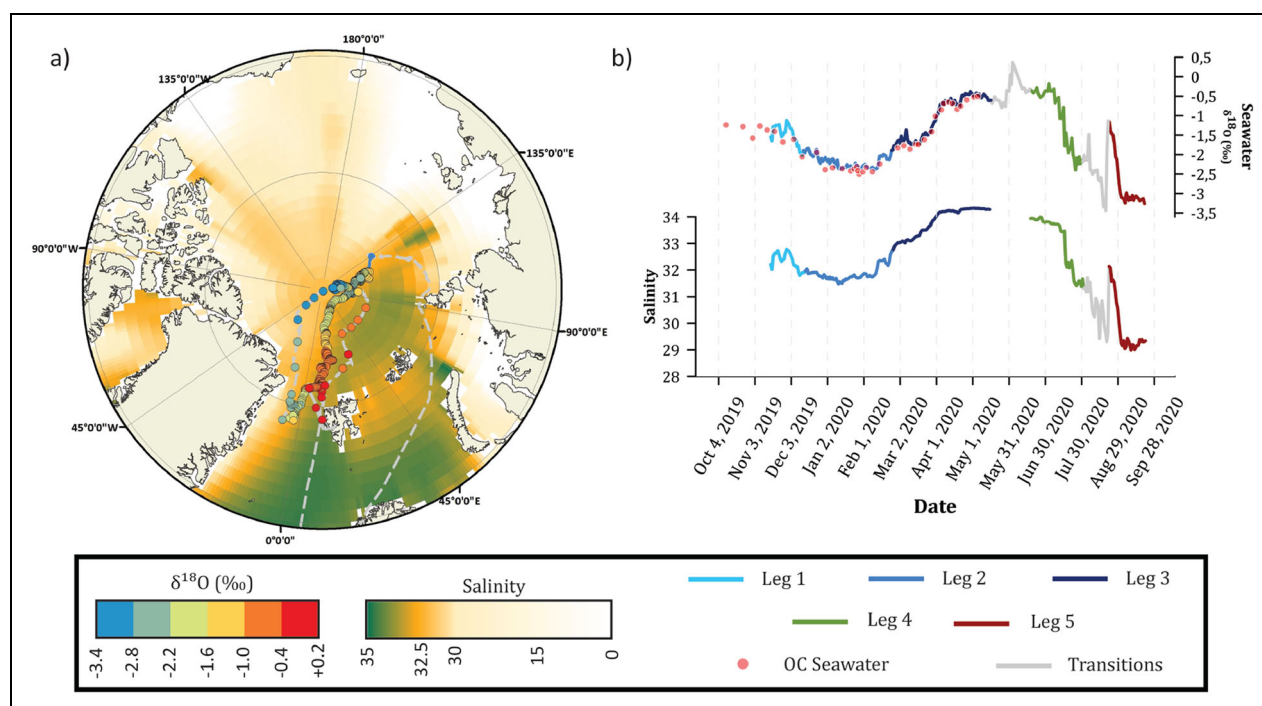 a)
180°0'0"
135°0'0"W
135°0'0"E
90°0'0"W
90°0'0"E
45°0'0"W
45°0'0"E
0°0'0"
b)
0,5
0
-0,5
-1
-1,5
-2
-2,5
-3
-3,5
Seawater
δ18O (‰)
34
33
32
31
30
29
28
Salinity
Oct 4, 2019
Nov 3, 2019
Dec 3, 2019
Jan 2, 2020
Feb 1, 2020
Mar 2, 2020
Apr 1, 2020
May 1, 2020
May 31, 2020
Jun 30, 2020
Jul 30, 2020
Aug 29, 2020
Sep 28, 2020
Date
δ18O (‰)
-3.4
-2.8
-2.2
-1.6
-1.0
-0.4
+0.2
Salinity
35
32.5
30
15
0
Leg 1
Leg 2
Leg 3
Leg 4
Leg 5
OC Seawater
Transitions